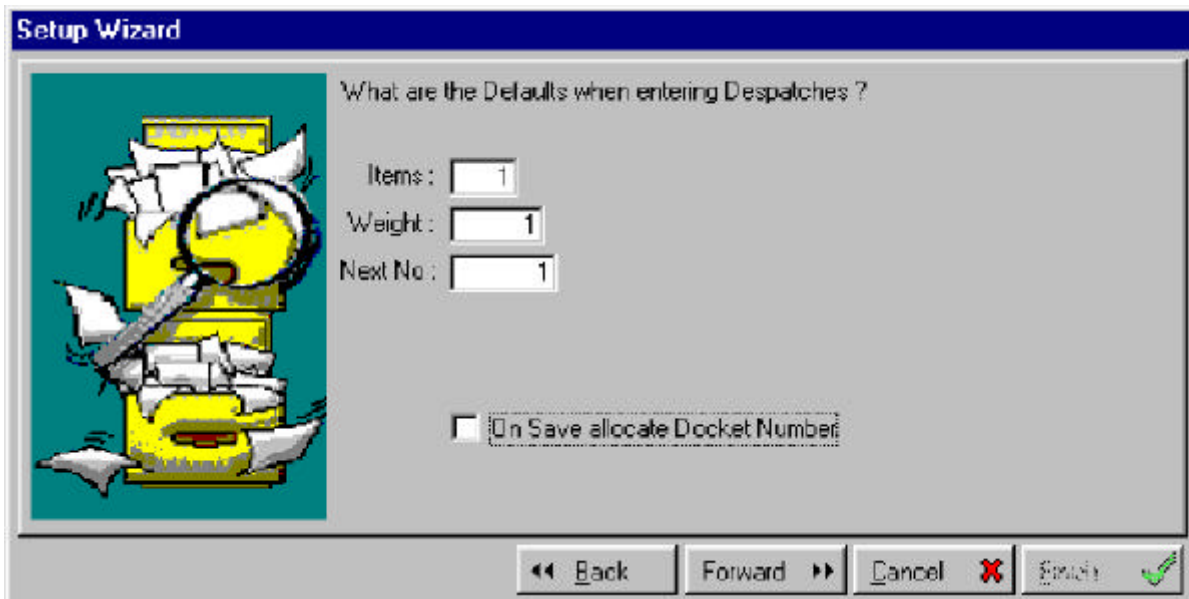 Setup Wizard
What are the Defaults when entering Despatches ?
Items : 1
Weight : 1
Next No : 1
On Save allocate Docket Number
Back Forward Cancel Finish